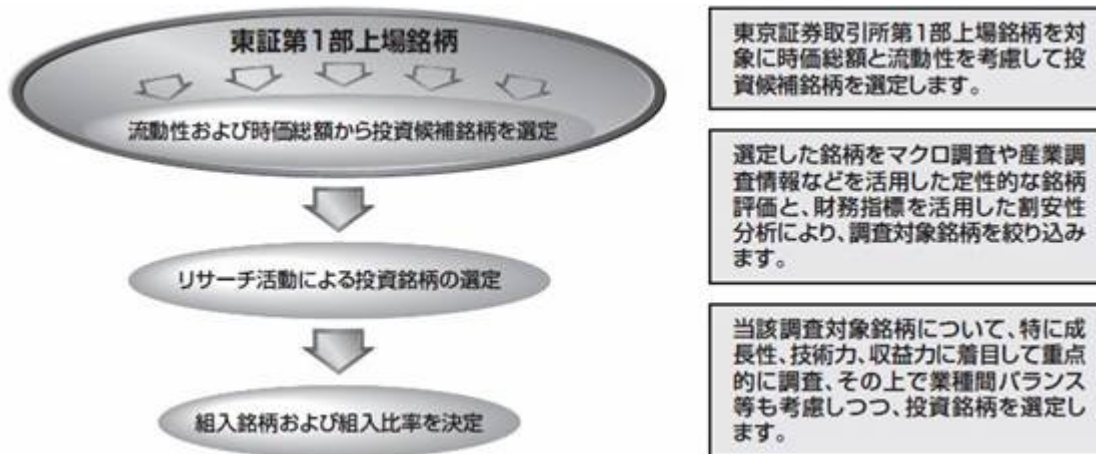 東証第1部上場銘柄
流動性および時価総額から投資候補銘柄を選定
リサーチ活動による投資銘柄の選定
組入銘柄および組入比率を決定
東京証券取引所第1部上場銘柄を対
象に時価総額と流動性を考慮して投
資候補銘柄を選定します。
選定した銘柄をマクロ調査や産業調
査情報などを活用した定性的な銘柄
評価と、財務指標を活用した割安性
分析により、調査対象銘柄を絞り込み
ます。
当該調査対象銘柄について、特に成
長性、技術力、収益力に着目して重点
的に調査、その上で業種間バランス
等も考慮しつつ、投資銘柄を選定し
ます。